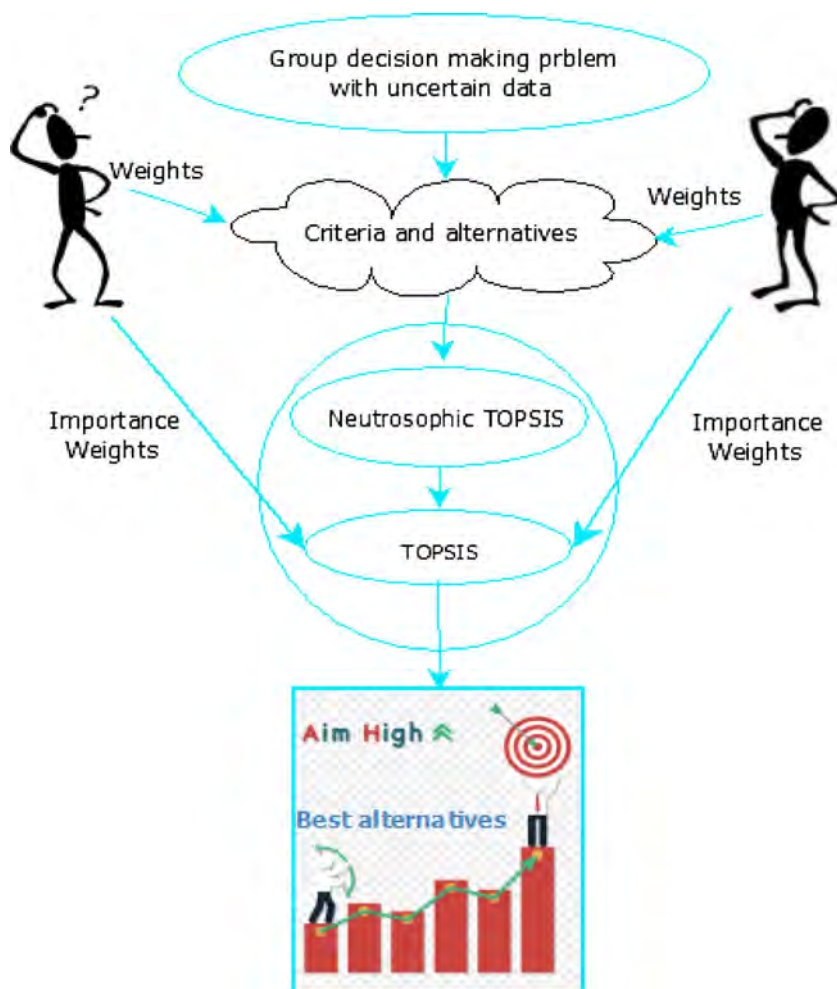 Group decision making prblem
with uncertain data
?
Weights
Weights
Criteria and alternatives
Neutrosophic TOPSIS
Importance
Weights
Importance
Weights
TOPSIS
Aim High
Best alternatives